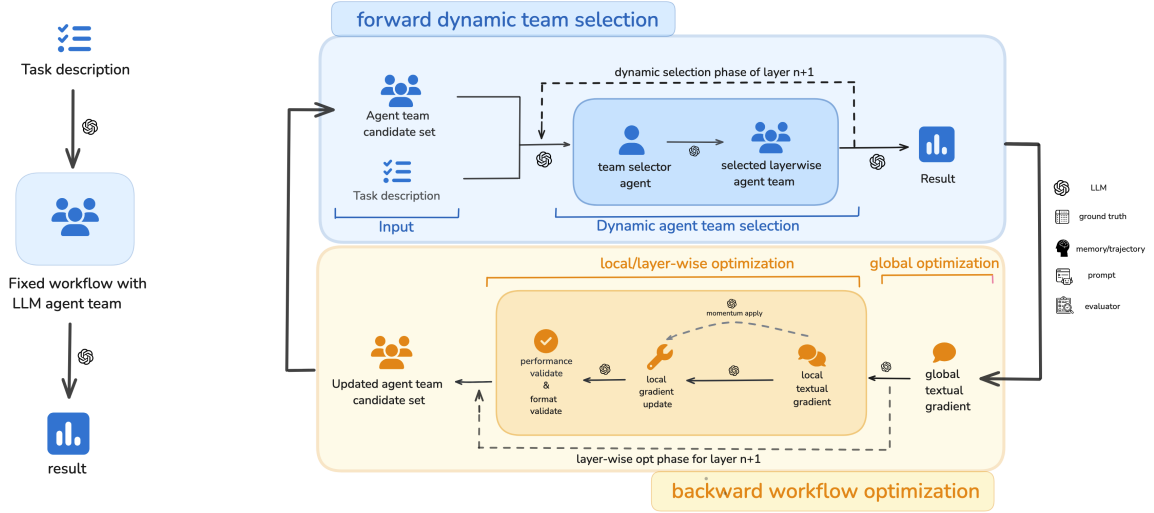 Task description
Fixed workflow with
LLM agent team
result
forward dynamic team selection
dynamic selection phase of layer n+1
Agent team
candidate set
Task description
Input
team selector
agent
selected layerwise
agent team
Dynamic agent team selection
Result
LLM
ground truth
memory/trajectory
prompt
evaluator
local/layer-wise optimization
global optimization
momentum apply
Updated agent team
candidate set
performance
validate
&
format
validate
local
gradient
update
local
textual
gradient
global
textual
gradient
layer-wise opt phase for layer n+1
backward workflow optimization